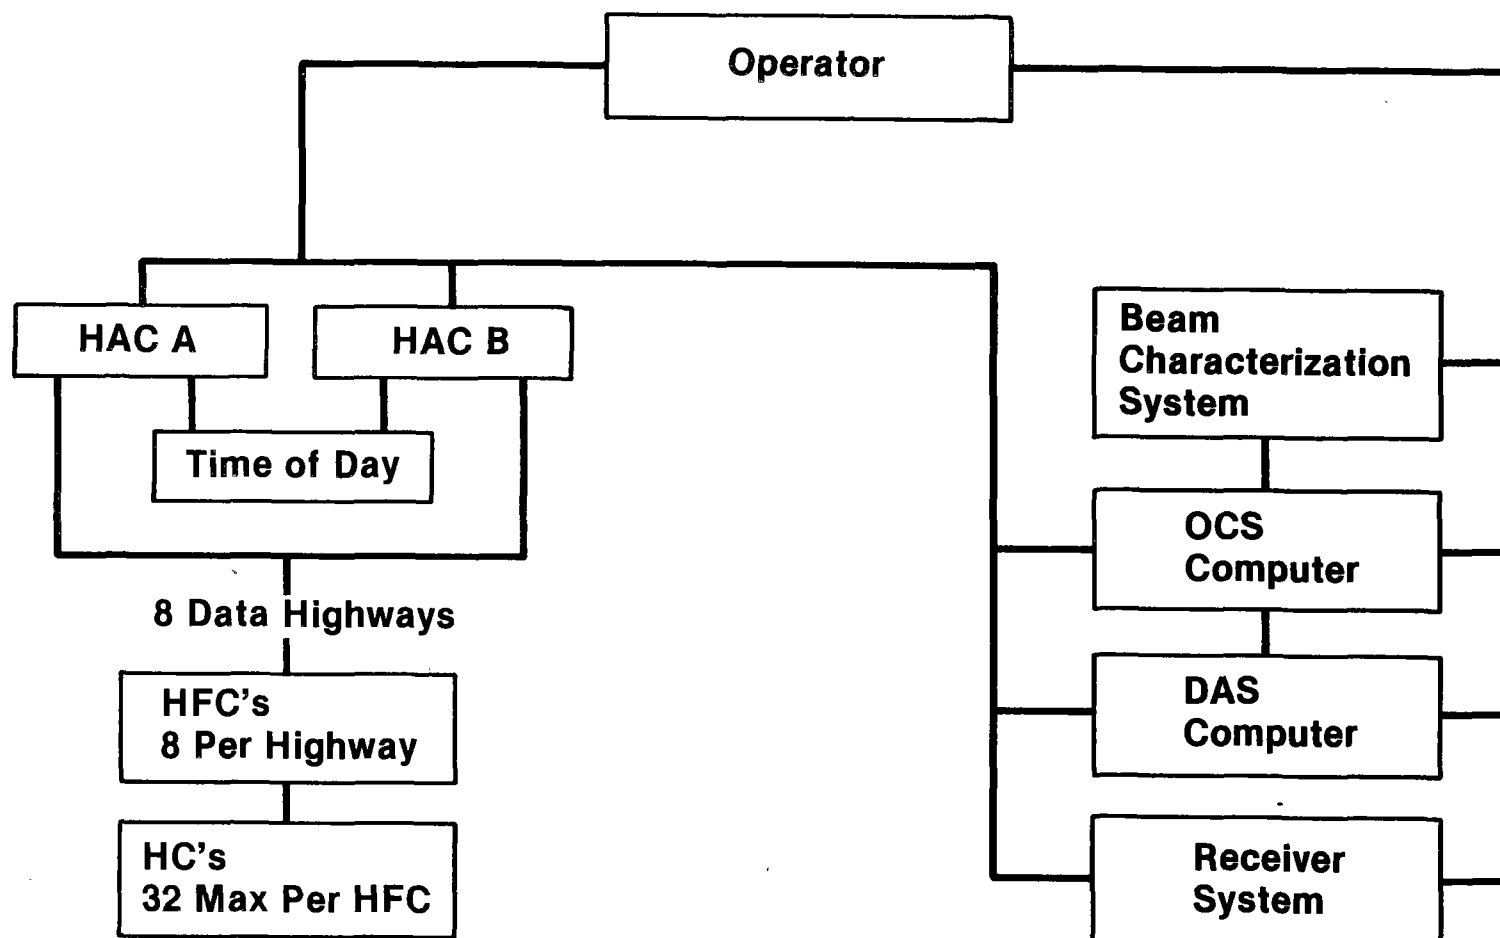 Operator
HAC A
HAC B
Time of Day
8 Data Highways
HFC's
8 Per Highway
HC's
32 Max Per HFC
Beam
Characterization
System
OCS
Computer
DAS
Computer
Receiver
System